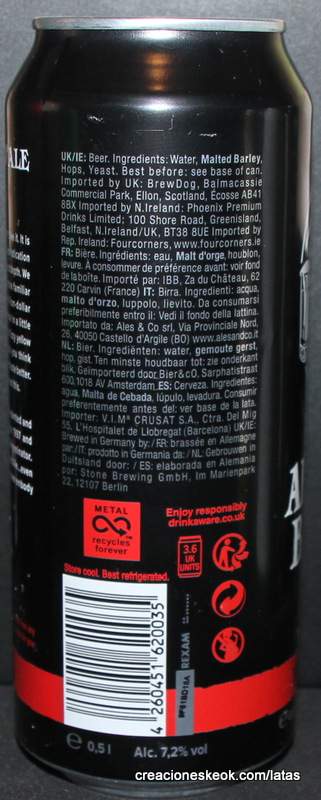 ALE
UK/IE: Beer. Ingredients: Water, Malted Barley,
Hops, Yeast. Best before: see base of can.
Imported by UK: BrewDog, Balmacassie
Commercial Park, Ellon, Scotland, Écosse AB41
8BX Imported by N.Ireland: Phoenix Premium
Drinks Limited; 100 Shore Road, Greenisland,
Belfast, N.Ireland/UK, BT38 8UE Imported by
Rep. Ireland: Fourcorners, www.fourcorners.ie
FR: Bière. Ingrédients: eau, Malt d'orge, houblon,
levure. À consommer de préférence avant: voir fond
de la boîte. Importé par: IBB, Za du Château, 62
220 Carvin (France) IT: Birra. Ingredienti: acqua,
malto d'orzo, luppolo, lievito. Da consumarsi
preferibilmente entro il: Vedi il fondo della lattina.
Importato da: Ales & Co srl, Via Provinciale Nord,
26, 40050 Castello d'Argile (BO) www.alesandco.it
NL: Bier. Ingrediënten: water, gemoute gerst,
hop, gist. Ten minste houdbaar tot: zie onderkant
blik, Geïmporteerd door: Bier&cO, Sarphatistraat
600, 1018 AV Amsterdam, ES: Cerveza. Ingredientes:
agua, Malta de Cebada, lúpulo, levadura. Consumir
preferentemente antes del: ver base de la lata.
Importer: V.i. Mª CRUSAT S.A., Ctra. Del Mig
55. L'Hospitalet de Llobregat (Barcelona) UK/IE:
Brewed in Germany by: / FR: brassée en Allemagne
par: / IT: prodotto in Germania da: / NL: Gebrouwen in
Duitsland door: / ES: elaborada en Alemania
por: Stone Brewing GmbH, Im Marienpark
22, 12107 Berlin
METAL
recycles
forever
Enjoy responsibly
drinkaware.co.uk
3.6
UK
UNITS
Store cool. Best refrigerated.
4 260451 620035
REXAM
e 0,5 l
Alc. 7,2% vol
creacioneskeok.com/latas